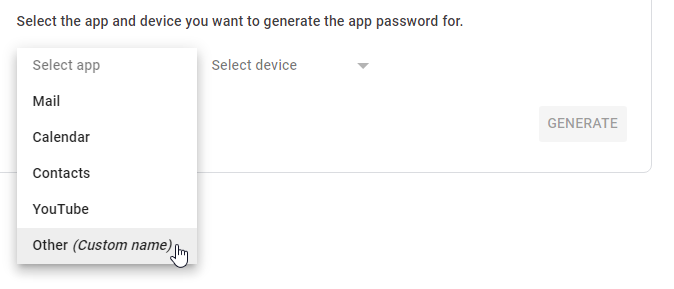 Select the app and device you want to generate the app password for.
Select app
Select device
Mail
Calendar
Contacts
YouTube
Other (Custom name)
GENERATE